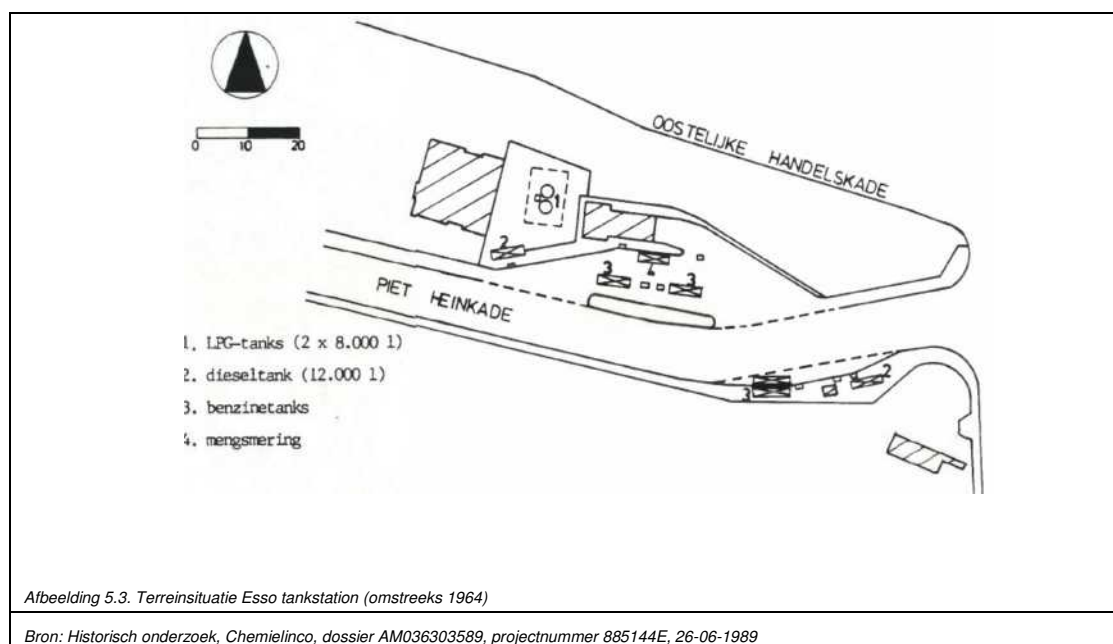 0 10 20
OOSTELIJKE HANDELSKADE
1
2
3
4
3
PIET HEINKADE
1. LPG-tanks (2 x 8.000 l)
2. dieseltank (12.000 l)
3. benzinetanks
4. mengsmering
2
3
Afbeelding 5.3. Terreinsituatie Esso tankstation (omstreeks 1964)
Bron: Historisch onderzoek, Chemielinco, dossier AM036303589, projectnummer 885144E, 26-06-1989